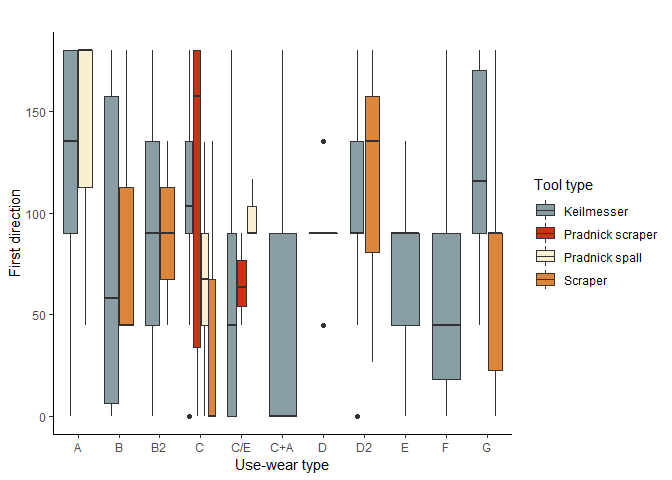 First direction
150
100
50
0
A B B2 C C/E C+A D D2 E F G
Use-wear type
Tool type
Keilmesser
Pradnick scraper
Pradnick spall
Scraper